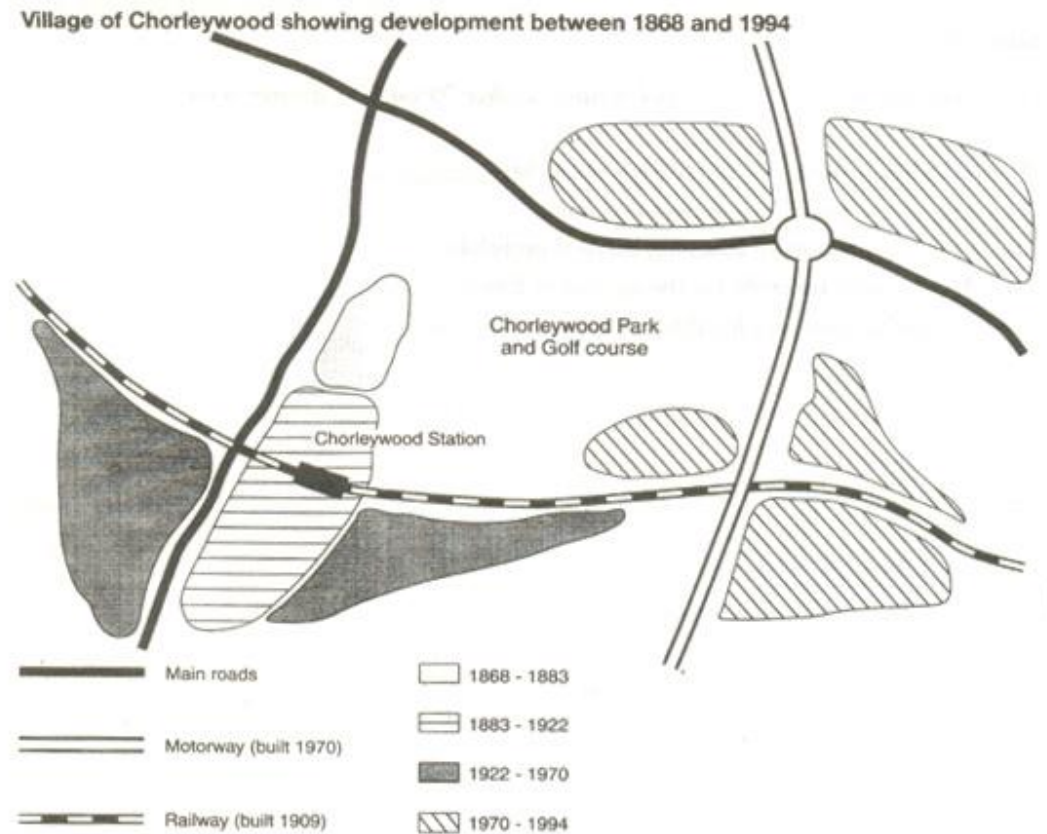 Village of Chorleywood showing development between 1868 and 1994
Chorleywood Park
and Golf course
Chorleywood Station
Main roads
Motorway (built 1970)
Railway (built 1909)
1868 - 1883
1883 - 1922
1922 - 1970
1970 - 1994